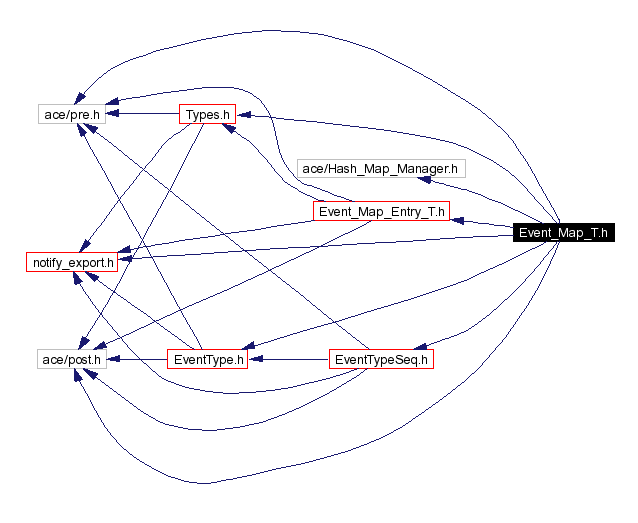 ace/pre.h
Types.h
ace/Hash_Map_Manager.h
Event_Map_Entry_T.h
Event_Map_T.h
notify_export.h
ace/post.h
EventType.h
EventTypeSeq.h